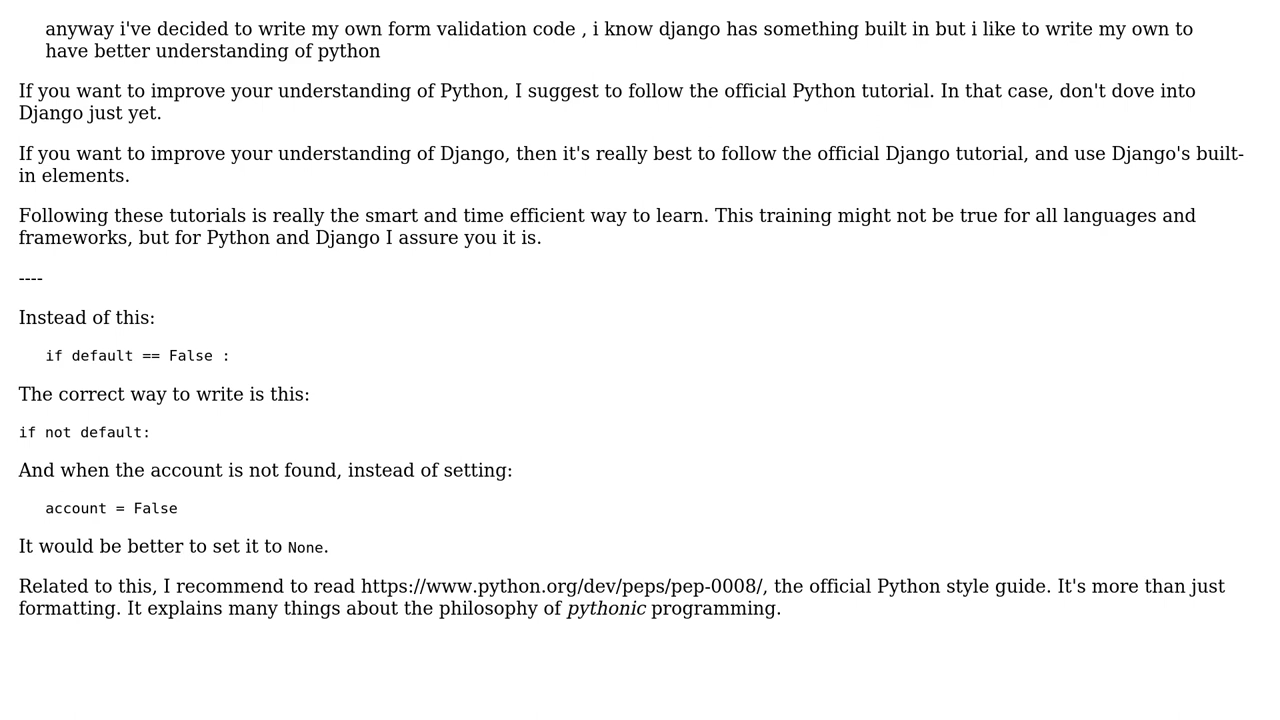 anyway i've decided to write my own form validation code , i know django has something built in but i like to write my own to
have better understanding of python
If you want to improve your understanding of Python, I suggest to follow the official Python tutorial. In that case, don't dove into
Django just yet.
If you want to improve your understanding of Django, then it's really best to follow the official Django tutorial, and use Django's built-
in elements.
Following these tutorials is really the smart and time efficient way to learn. This training might not be true for all languages and
frameworks, but for Python and Django I assure you it is.
----
Instead of this:
if default == False :
The correct way to write is this:
if not default:
And when the account is not found, instead of setting:
account = False
It would be better to set it to None.
Related to this, I recommend to read https://www.python.org/dev/peps/pep-0008/, the official Python style guide. It's more than just
formatting. It explains many things about the philosophy of pythonic programming.